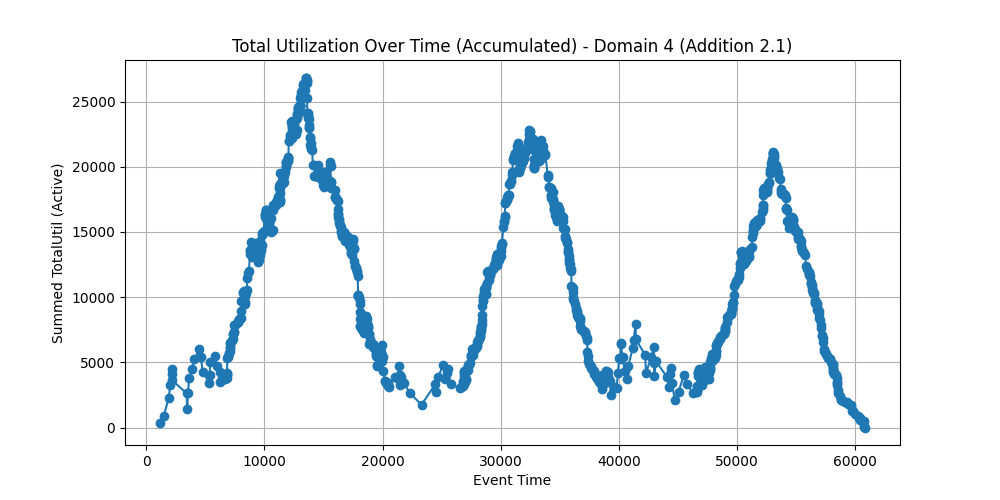 Total Utilization Over Time (Accumulated) - Domain 4 (Addition 2.1)
Summed TotalUtil (Active)
25000
20000
15000
10000
5000
0
0 10000 20000 30000 40000 50000 60000
Event Time